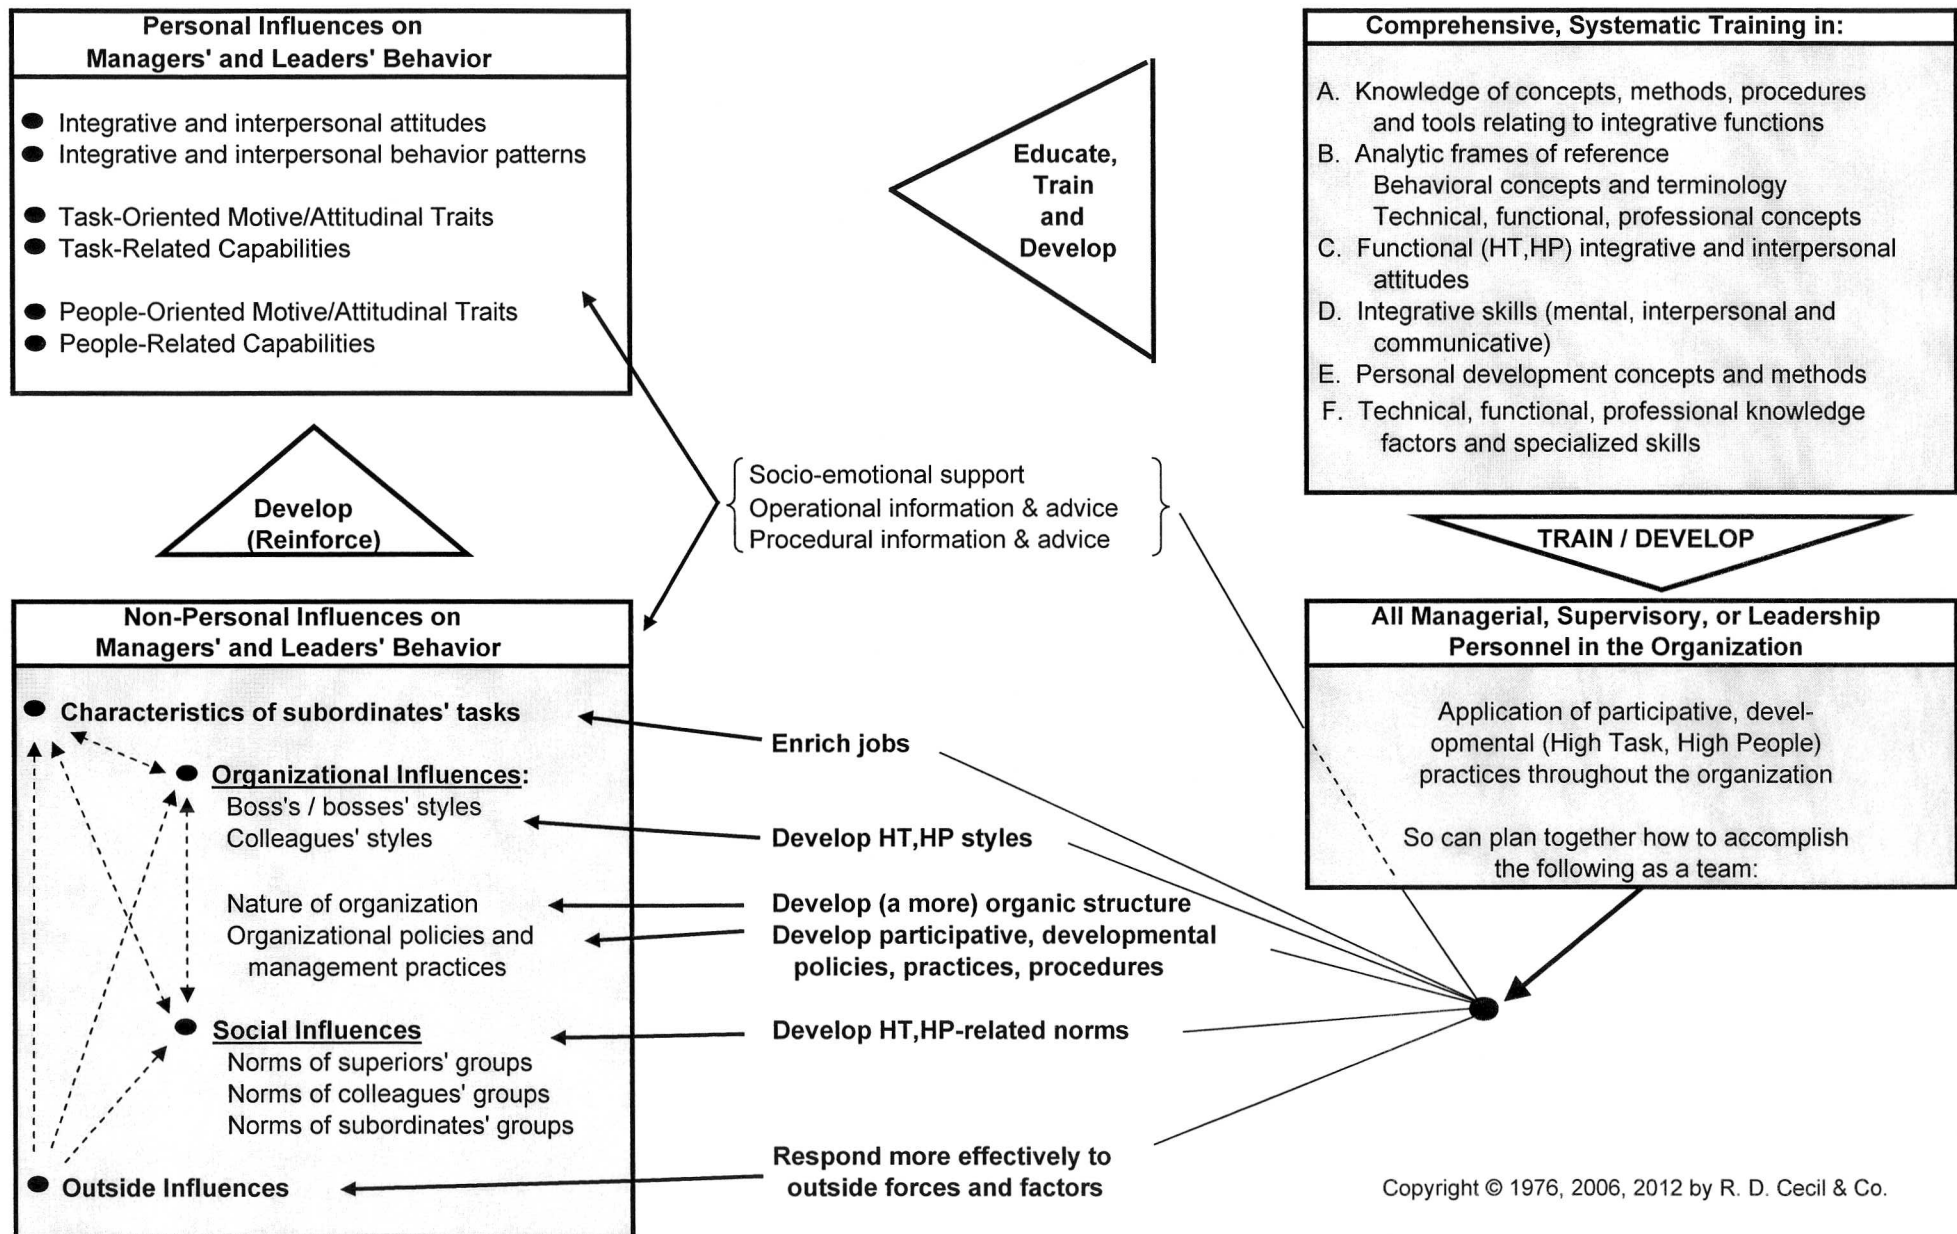 Personal Influences on
Managers' and Leaders' Behavior
Integrative and interpersonal attitudes
Integrative and interpersonal behavior patterns
Task-Oriented Motive/Attitudinal Traits
Task-Related Capabilities
People-Oriented Motive/Attitudinal Traits
People-Related Capabilities
Educate,
Train
and
Develop
Comprehensive, Systematic Training in:
A. Knowledge of concepts, methods, procedures
and tools relating to integrative functions
B. Analytic frames of reference
Behavioral concepts and terminology
Technical, functional, professional concepts
C. Functional (HT,HP) integrative and interpersonal
attitudes
D. Integrative skills (mental, interpersonal and
communicative)
E. Personal development concepts and methods
F. Technical, functional, professional knowledge
factors and specialized skills
Develop
(Reinforce)
Socio-emotional support
Operational information & advice
Procedural information & advice
TRAIN / DEVELOP
Non-Personal Influences on
Managers' and Leaders' Behavior
Characteristics of subordinates' tasks
Organizational Influences:
Boss's / bosses' styles
Colleagues' styles
Nature of organization
Organizational policies and
management practices
Social Influences
Norms of superiors' groups
Norms of colleagues' groups
Norms of subordinates' groups
Outside Influences
Enrich jobs
Develop HT,HP styles
Develop (a more) organic structure
Develop participative, developmental
policies, practices, procedures
Develop HT,HP-related norms
Respond more effectively to
outside forces and factors
All Managerial, Supervisory, or Leadership
Personnel in the Organization
Application of participative, devel-
opmental (High Task, High People)
practices throughout the organization
So can plan together how to accomplish
the following as a team:
Copyright © 1976, 2006, 2012 by R. D. Cecil & Co.